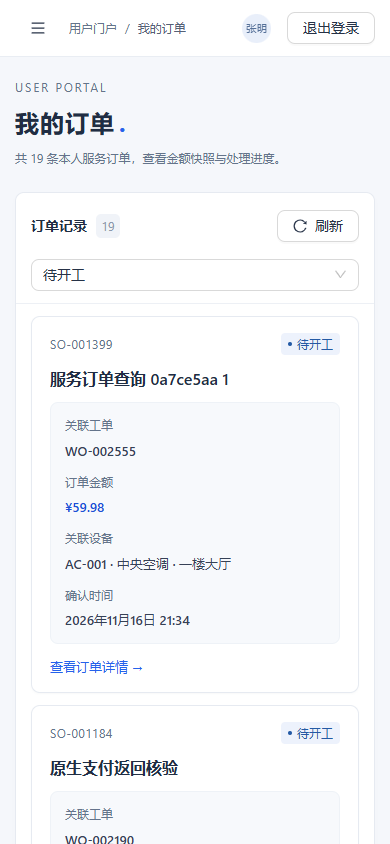 用户门户 / 我的订单
张明
退出登录
USER PORTAL
我的订单.
共 19 条本人服务订单，查看金额快照与处理进度。
订单记录 19
刷新
待开工
SO-001399
待开工
服务订单查询 0a7ce5aa 1
关联工单
WO-002555
订单金额
¥59.98
关联设备
AC-001 · 中央空调 · 一楼大厅
确认时间
2026年11月16日 21:34
查看订单详情 →
SO-001184
待开工
原生支付返回核验
关联工单
WO-002190